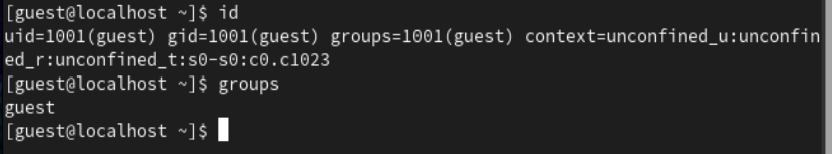 [guest@localhost ~]$ id
uid=1001(guest) gid=1001(guest) groups=1001(guest) context=unconfined_u:unconfin
ed_r:unconfined_t:s0-s0:c0.c1023
[guest@localhost ~]$ groups
guest
[guest@localhost ~]$